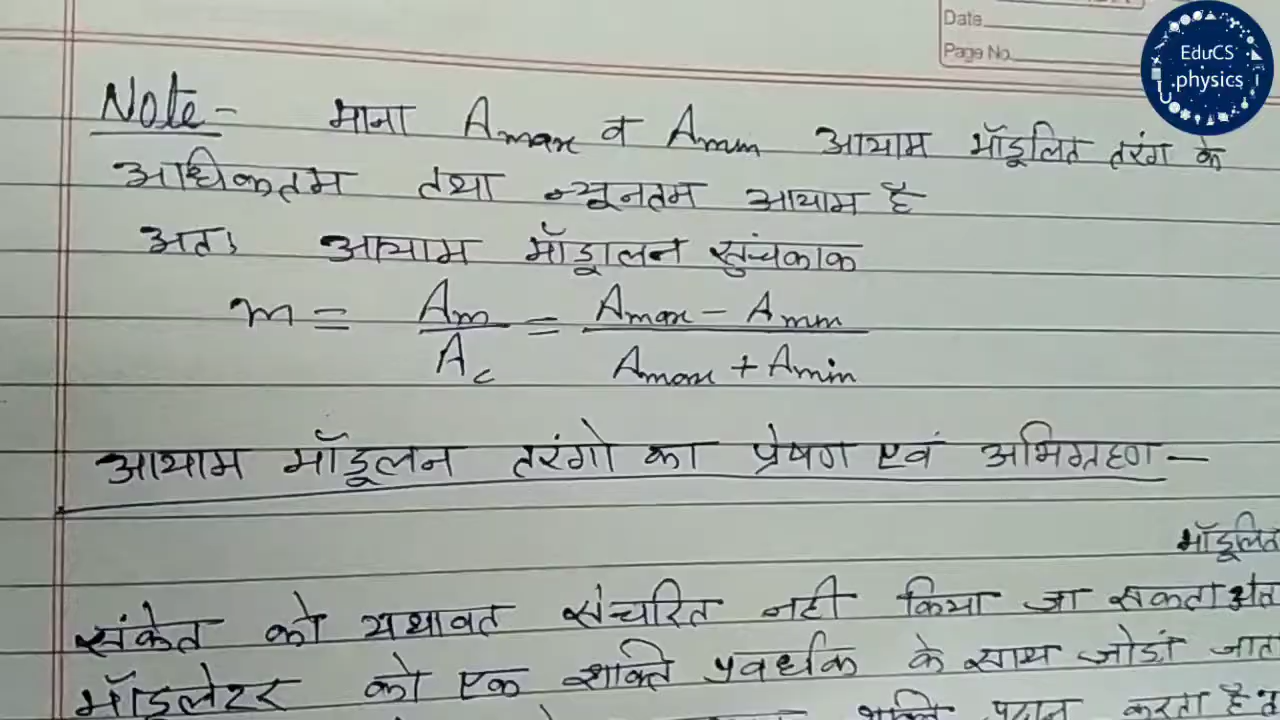 Date
Page No.
EduCS
physics
Note - माना Amax व Amin आयाम मॉडूलित तरंग के
अधिकतम तथा न्यूनतम आयाम है
अतः आयाम मॉडूालन सुचकाक
m = Am/Ac = Amax - Amin / Amax + Amin
आयाम मॉडूलन तरंगो का प्रेषण एवं अभिग्रहण —
मॉडूलित
संकेत को यथावत संचरित नही किया जा सकता अत
मॉडूलेटर को एक शक्ति प्रवर्धक के साथ जोड़ां जात
शक्ति प्रदान करता है